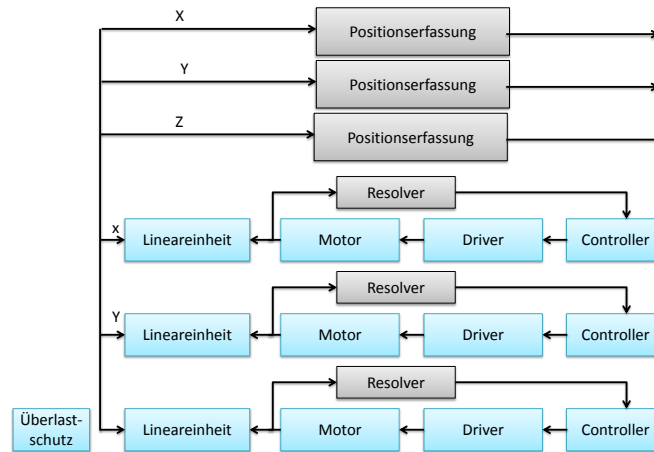 X
Positionserfassung
Y
Positionserfassung
Z
Positionserfassung
Resolver
x
Lineareinheit
Motor
Driver
Controller
Resolver
Y
Lineareinheit
Motor
Driver
Controller
Resolver
Überlast-
schutz
Lineareinheit
Motor
Driver
Controller